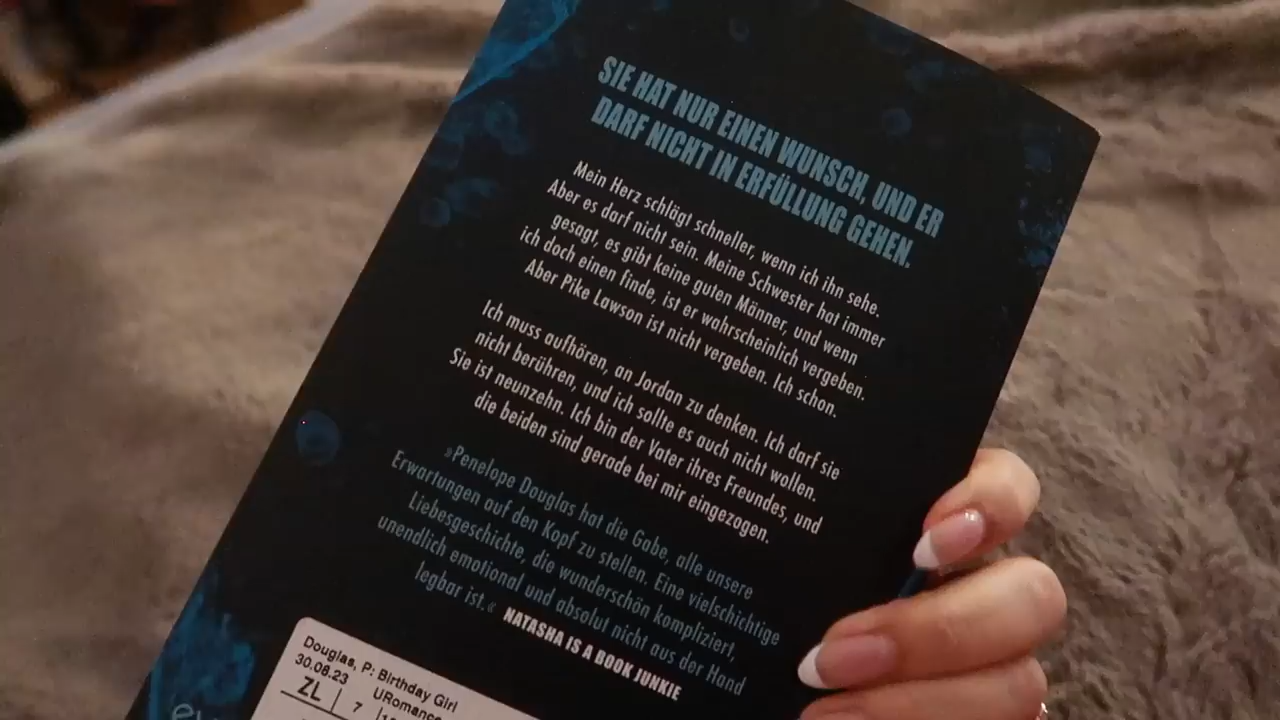 SIE HAT NUR EINEN WUNSCH, UND ER
DARF NICHT IN ERFÜLLUNG GEHEN.
Mein Herz schlägt schneller, wenn ich ihn sehe.
Aber es darf nicht sein. Meine Schwester hat immer
gesagt, es gibt keine guten Männer, und wenn
ich doch einen finde, ist er wahrscheinlich vergeben.
Aber Pike Lawson ist nicht vergeben. Ich schon.
Ich muss aufhören, an Jordan zu denken. Ich darf sie
nicht berühren, und ich sollte es auch nicht wollen.
Sie ist neunzehn. Ich bin der Vater ihres Freundes, und
die beiden sind gerade bei mir eingezogen.
»Penelope Douglas hat die Gabe, alle unsere
Erwartungen auf den Kopf zu stellen. Eine vielschichtige
Liebesgeschichte, die wunderschön kompliziert,
unendlich emotional und absolut nicht aus der Hand
legbar ist.« NATASHA IS A BOOK JUNKIE
Douglas, P: Birthday Girl
30.06.23 URomance
ZL 7